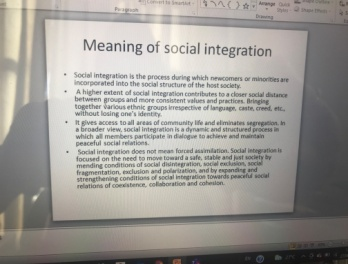 Convert to SmartArt
Paragraph
Arrange Quick
Drawing
Meaning of social integration
• Social integration is the process during which newcomers or minorities are
incorporated into the social structure of the host society.
• A higher extent of social integration contributes to a closer social distance
between groups and more consistent values and practices. Bringing
together various ethnic groups irrespective of language, caste, creed, etc.,
without losing one's identity.
• It gives access to all areas of community life and eliminates segregation. In
a broader view, social integration is a dynamic and structured process in
which all members participate in dialogue to achieve and maintain
peaceful social relations.
• Social integration does not mean forced assimilation. Social integration is
focused on the need to move toward a safe, stable and just society by
mending conditions of social disintegration, social exclusion, social
fragmentation, exclusion and polarization, and by expanding and
strengthening conditions of social integration towards peaceful social
relations of coexistence, collaboration and cohesion.